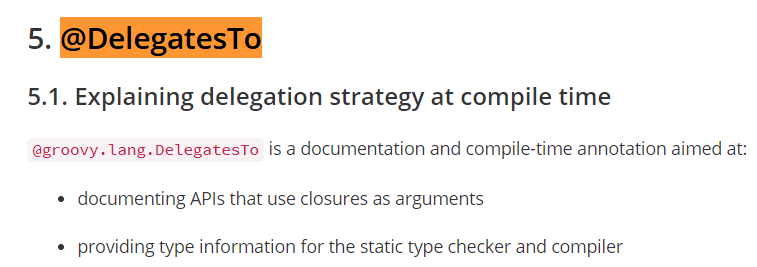 5. @DelegatesTo
5.1. Explaining delegation strategy at compile time
@groovy.lang.DelegatesTo is a documentation and compile-time annotation aimed at:
• documenting APIs that use closures as arguments
• providing type information for the static type checker and compiler